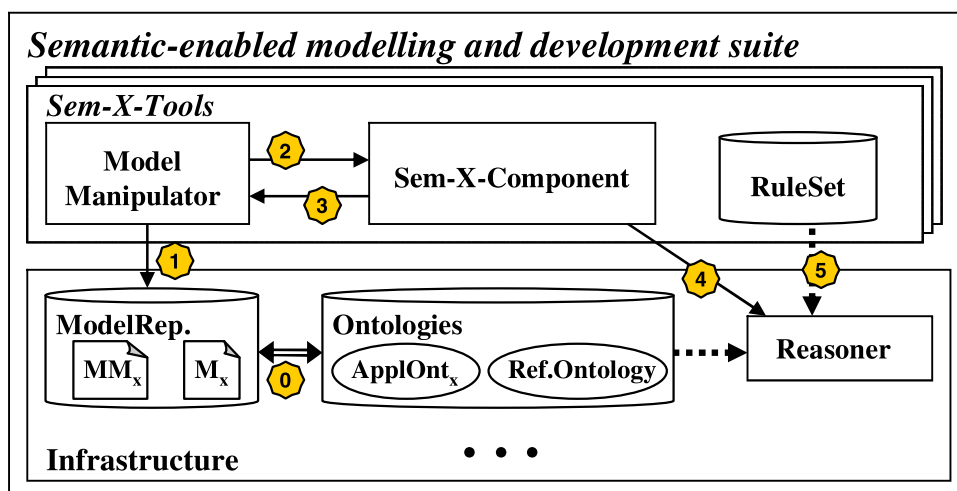 Semantic-enabled modelling and development suite
Sem-X-Tools
Model
Manipulator
2
3
Sem-X-Component
RuleSet
1
4
5
ModelRep.
MMx
Mx
0
Ontologies
ApplOntx
Ref.Ontology
Reasoner
Infrastructure
• • •